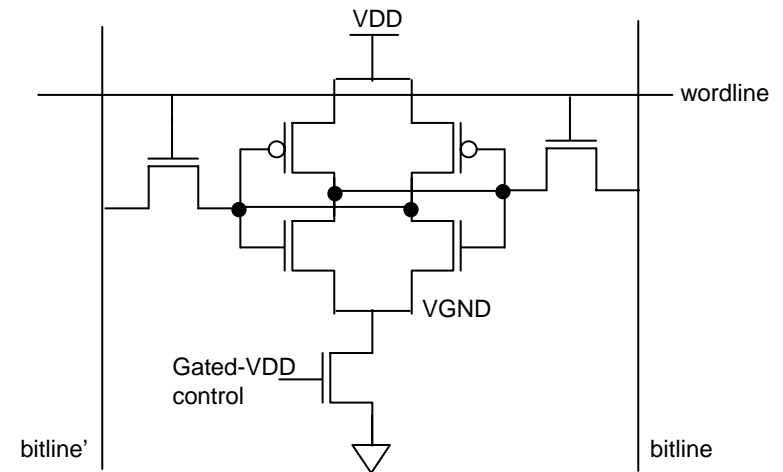 VDD
wordline
VGND
Gated-VDD
control
bitline’
bitline